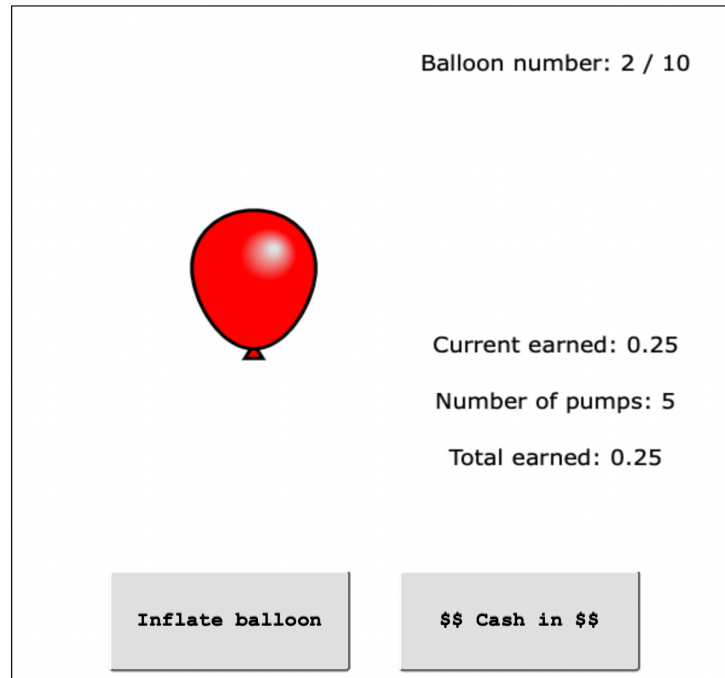 Balloon number: 2 / 10
Current earned: 0.25
Number of pumps: 5
Total earned: 0.25
Inflate balloon
$$ Cash in $$